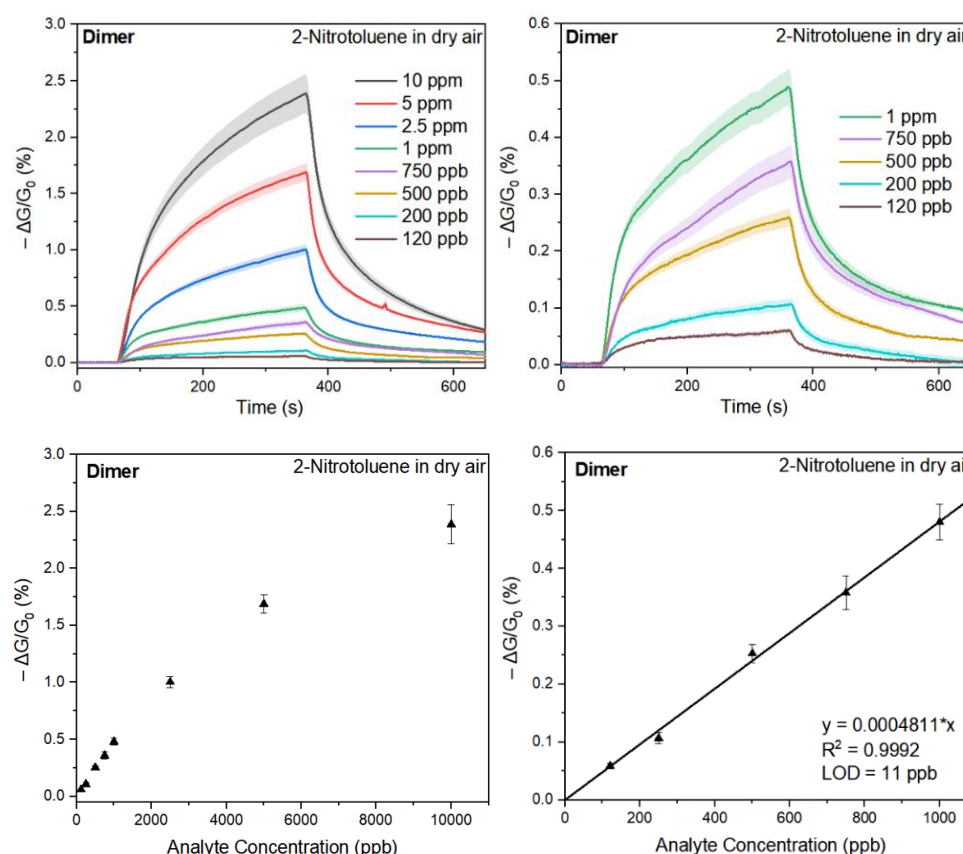 Dimer
2-Nitrotoluene in dry air
10 ppm
5 ppm
2.5 ppm
1 ppm
750 ppb
500 ppb
200 ppb
120 ppb
3.0
2.5
2.0
1.5
1.0
0.5
0.0
0
200
400
600
− ΔG/G₀ (%)
Time (s)
Dimer
2-Nitrotoluene in dry air
1 ppm
750 ppb
500 ppb
200 ppb
120 ppb
0.6
0.5
0.4
0.3
0.2
0.1
0.0
0
200
400
600
− ΔG/G₀ (%)
Time (s)
Dimer
2-Nitrotoluene in dry air
3.0
2.5
2.0
1.5
1.0
0.5
0.0
0
2000
4000
6000
8000
10000
− ΔG/G₀ (%)
Analyte Concentration (ppb)
Dimer
2-Nitrotoluene in dry air
0.6
0.5
0.4
0.3
0.2
0.1
0.0
0
200
400
600
800
1000
− ΔG/G₀ (%)
y = 0.0004811*x
R² = 0.9992
LOD = 11 ppb
Analyte Concentration (ppb)